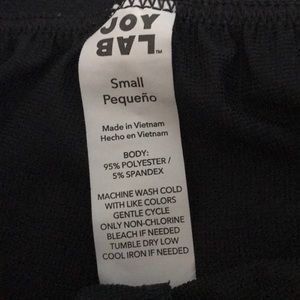 JOY
LAB™
Small
Pequeño
Made in Vietnam
Hecho en Vietnam
BODY:
95% POLYESTER /
5% SPANDEX
MACHINE WASH COLD
WITH LIKE COLORS
GENTLE CYCLE
ONLY NON-CHLORINE
BLEACH IF NEEDED
TUMBLE DRY LOW
COOL IRON IF NEEDED